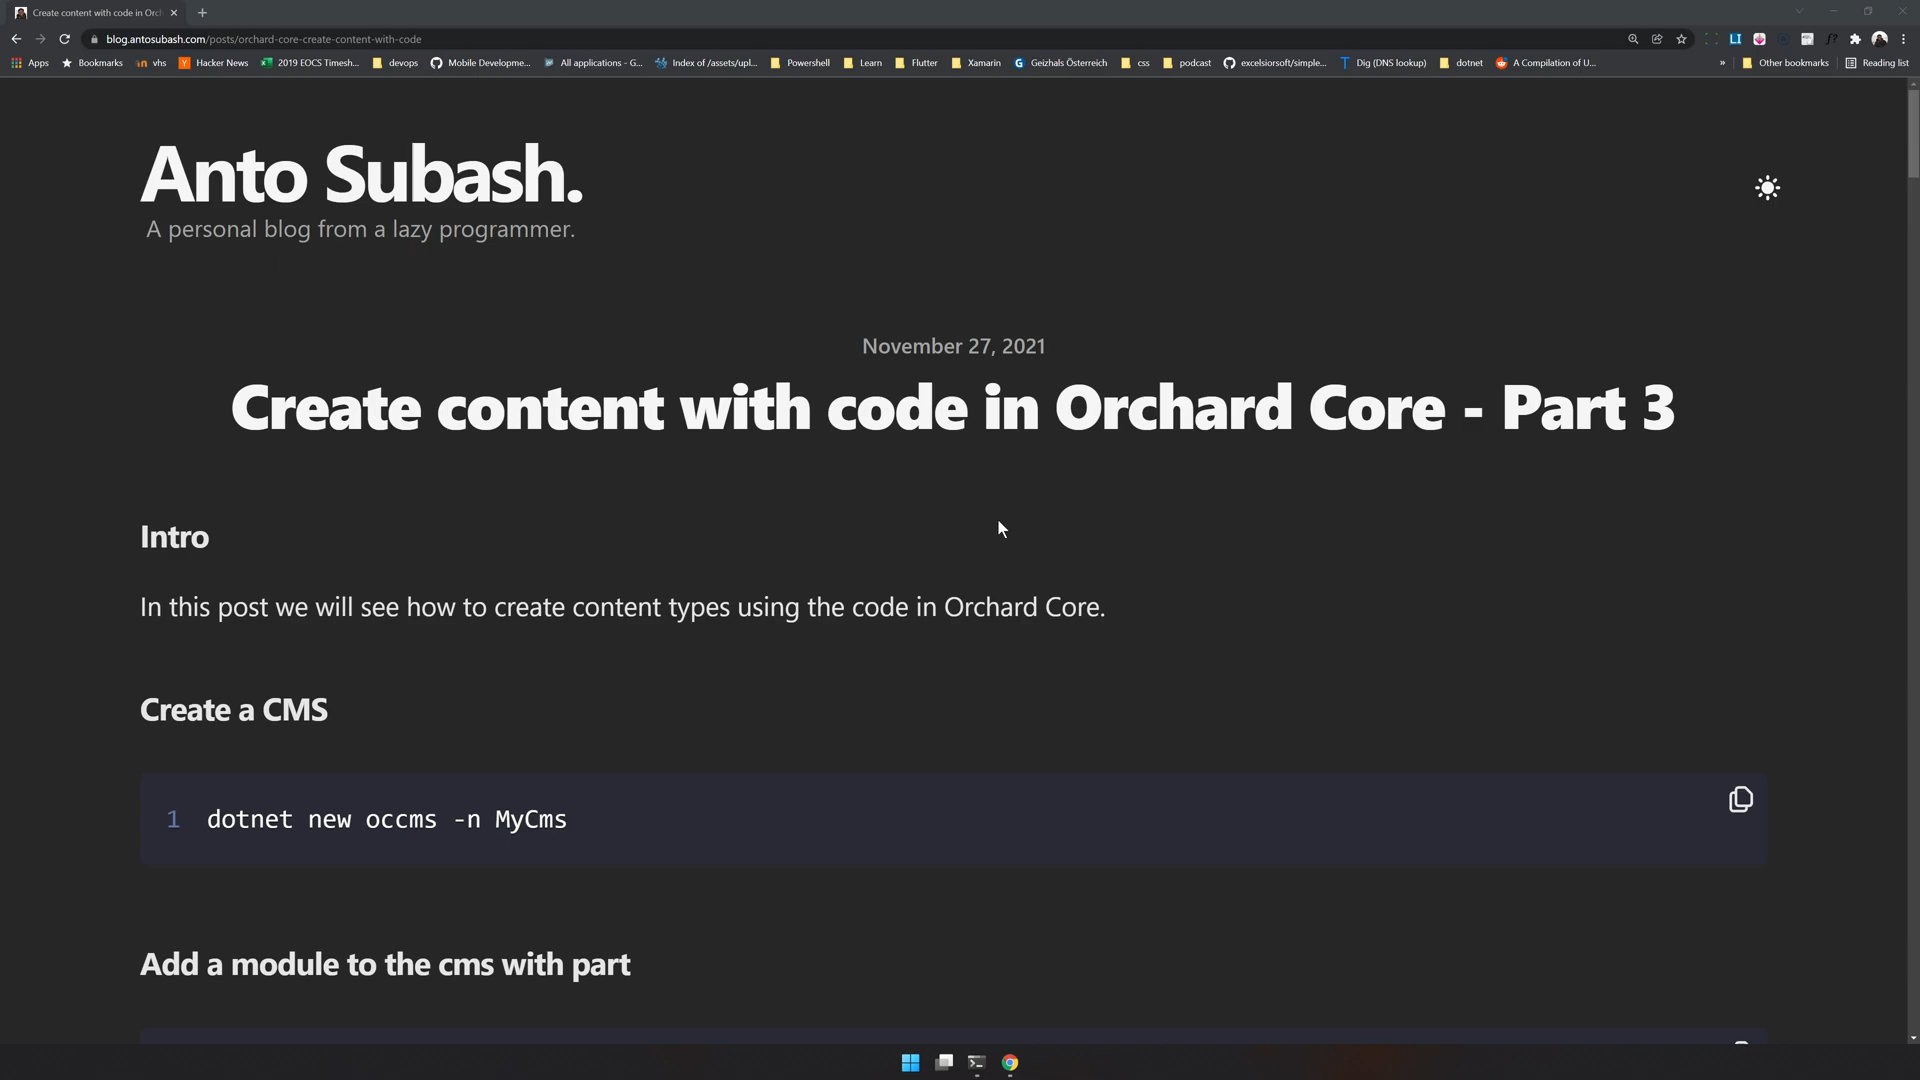 Create content with code in Orch
blog.antosubash.com/posts/orchard-core-create-content-with-code
Apps
Bookmarks
vhs
Hacker News
2019 EOCS Timesh...
devops
Mobile Developme...
All applications - G...
Index of /assets/upl...
Powershell
Learn
Flutter
Xamarin
Geizhals Österreich
css
podcast
excelsiorsoft/simple...
Dig (DNS lookup)
dotnet
A Compilation of U...
»
Other bookmarks
Reading list
Anto Subash.
A personal blog from a lazy programmer.
November 27, 2021
Create content with code in Orchard Core - Part 3
Intro
In this post we will see how to create content types using the code in Orchard Core.
Create a CMS
1 dotnet new occms -n MyCms
Add a module to the cms with part